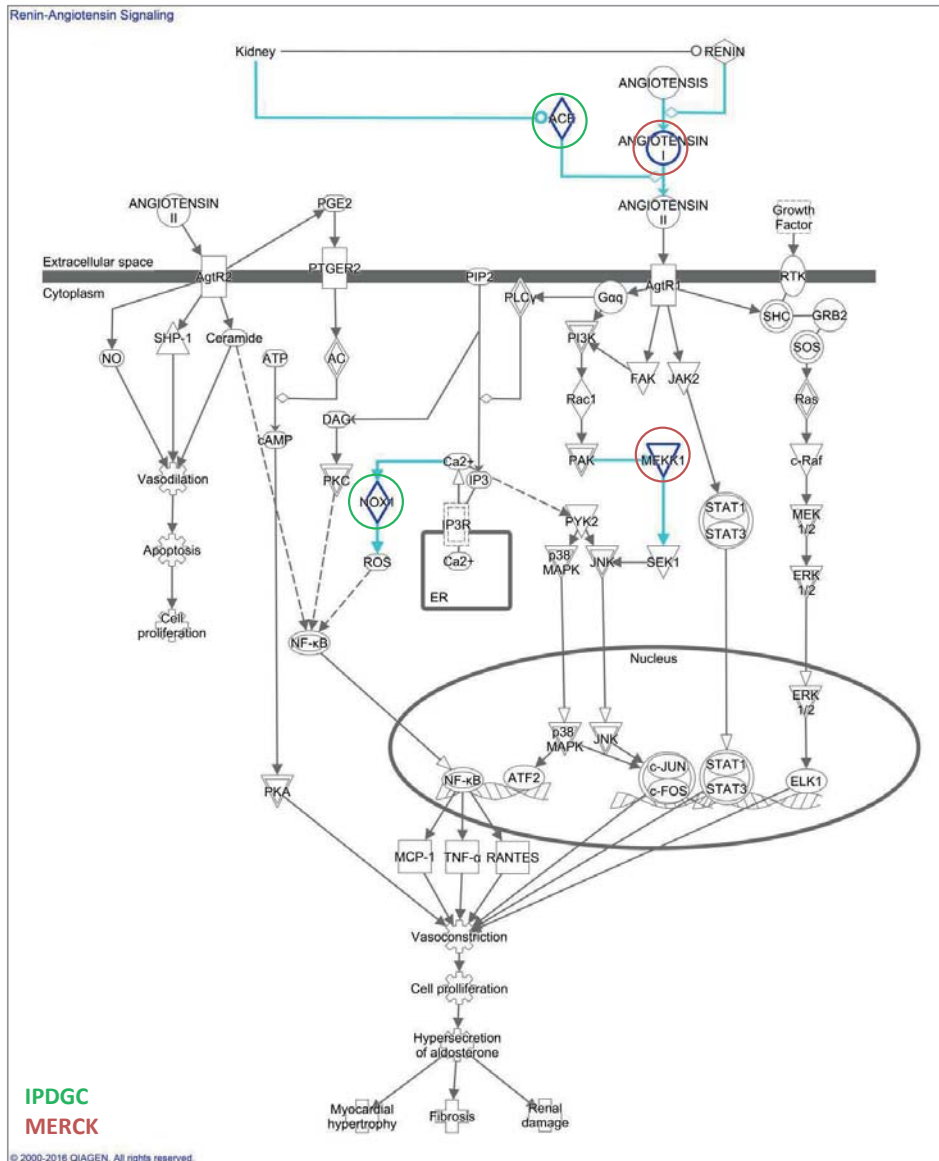 Renin-Angiotensin Signaling
Kidney
RENIN
ANGIOTENSIS
ACE
ANGIOTENSIN
I
ANGIOTENSIN
II
PGE2
ANGIOTENSIN
II
Growth
Factor
Extracellular space
Cytoplasm
AgtR2
PTGER2
PIP2
PLCγ
Gαq
AgtR1
RTK
SHC
GRB2
SOS
NO
SHP-1
Ceramide
ATP
AC
PI3K
FAK
JAK2
Rac1
Ras
DAG
cAMP
Vasodilation
PKC
Ca2+
IP3
PAK
MEKK1
c-Raf
NOX1
IP3R
PYK2
STAT1
STAT3
MEK
1/2
Apoptosis
ROS
Ca2+
ER
p38
MAPK
JNK
SEK1
ERK
1/2
Cell
proliferation
NF-κB
Nucleus
ERK
1/2
p38
MAPK
JNK
PKA
NF-κB
ATF2
c-JUN
c-FOS
STAT1
STAT3
ELK1
MCP-1
TNF-α
RANTES
Vasoconstriction
Cell prolliferation
Hypersecretion
of aldosterone
Myocardial
hypertrophy
Fibrosis
Renal
damage
IPDGC
MERCK
© 2000-2016 QIAGEN. All rights reserved.